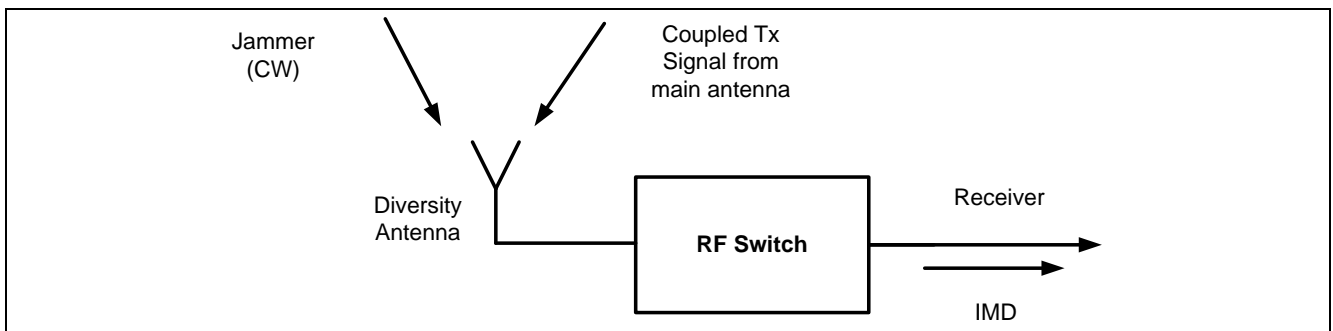 Jammer
(CW)
Coupled Tx
Signal from
main antenna
Diversity
Antenna
RF Switch
Receiver
IMD